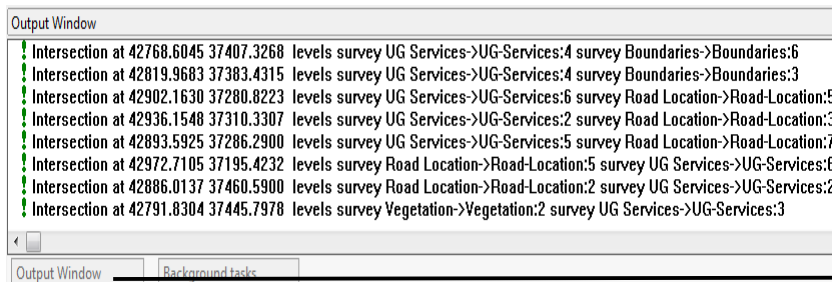 Output Window
Intersection at 42768.6045 37407.3268 levels survey UG Services->UG-Services:4 survey Boundaries->Boundaries:6
Intersection at 42819.9683 37383.4315 levels survey UG Services->UG-Services:4 survey Boundaries->Boundaries:3
Intersection at 42902.1630 37280.8223 levels survey UG Services->UG-Services:6 survey Road Location->Road-Location:5
Intersection at 42936.1548 37310.3307 levels survey UG Services->UG-Services:2 survey Road Location->Road-Location:3
Intersection at 42893.5925 37286.2900 levels survey UG Services->UG-Services:5 survey Road Location->Road-Location:7
Intersection at 42972.7105 37195.4232 levels survey Road Location->Road-Location:5 survey UG Services->UG-Services:6
Intersection at 42886.0137 37460.5900 levels survey Road Location->Road-Location:2 survey UG Services->UG-Services:2
Intersection at 42791.8304 37445.7978 levels survey Vegetation->Vegetation:2 survey UG Services->UG-Services:3
Output Window Background tasks